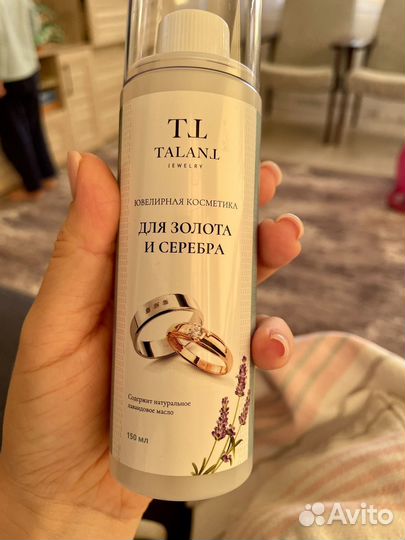 TALANT
JEWELRY
ЮВЕЛИРНАЯ КОСМЕТИКА
ДЛЯ ЗОЛОТА
И СЕРЕБРА
Содержит натуральное
лавандовое масло
150 мл
Avito